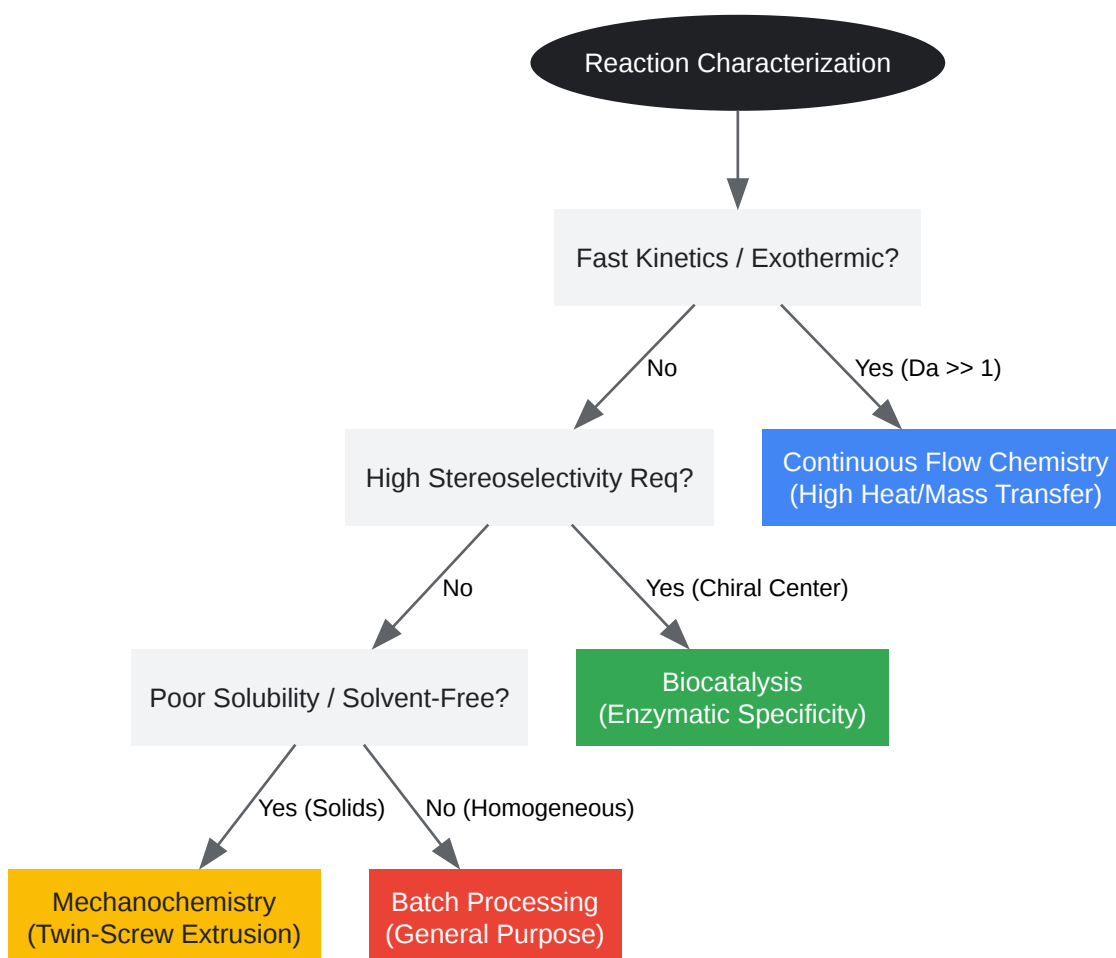 Reaction Characterization
Fast Kinetics / Exothermic?
No
Yes (Da >> 1)
High Stereoselectivity Req?
Continuous Flow Chemistry
(High Heat/Mass Transfer)
No
Yes (Chiral Center)
Poor Solubility / Solvent-Free?
Biocatalysis
(Enzymatic Specificity)
Yes (Solids)
No (Homogeneous)
Mechanochemistry
(Twin-Screw Extrusion)
Batch Processing
(General Purpose)